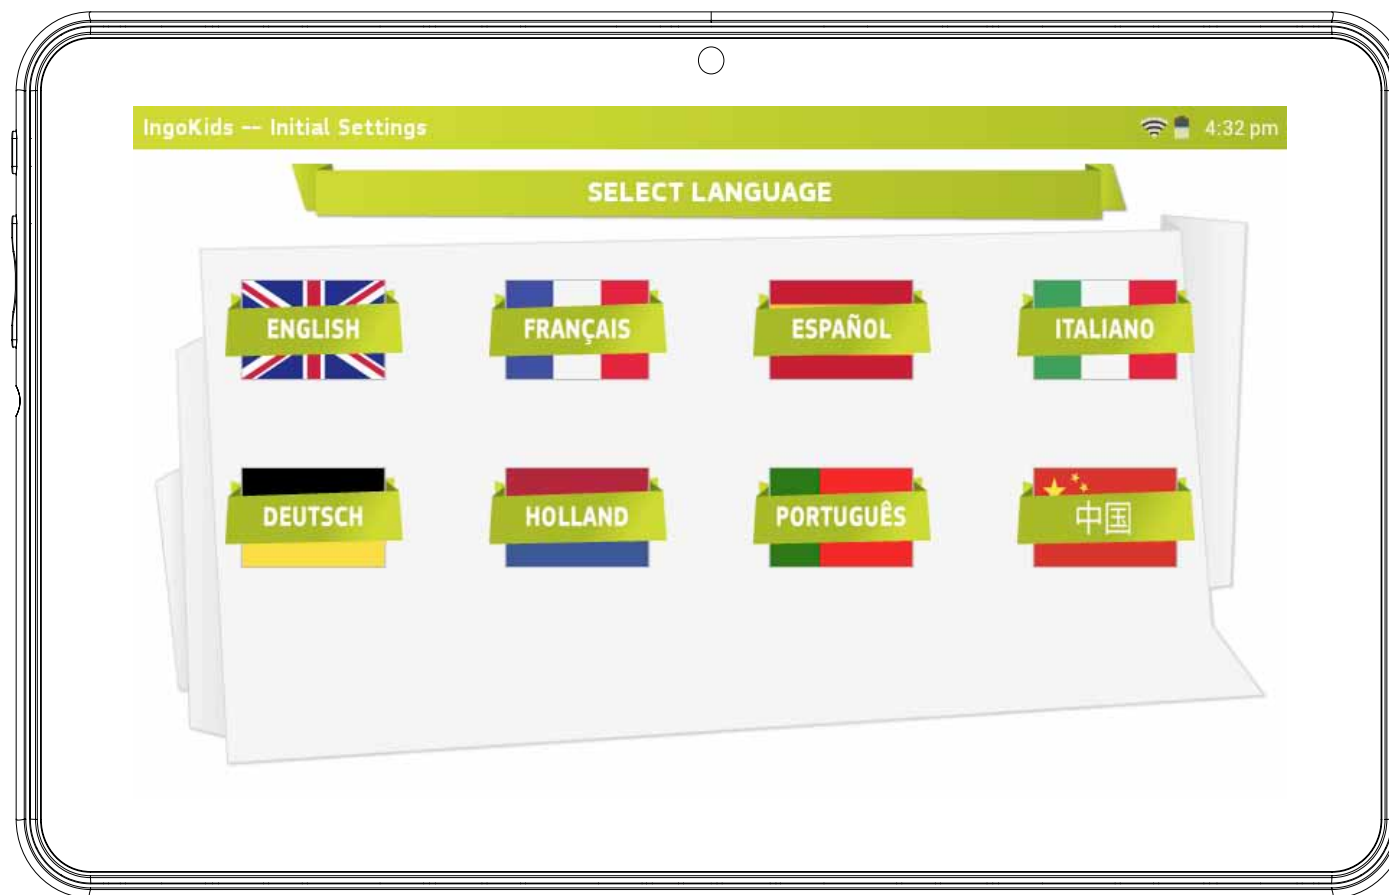 IngoKids -- Initial Settings 4:32 pm
SELECT LANGUAGE
ENGLISH FRANÇAIS ESPAÑOL ITALIANO
DEUTSCH HOLLAND PORTUGUÊS 中国